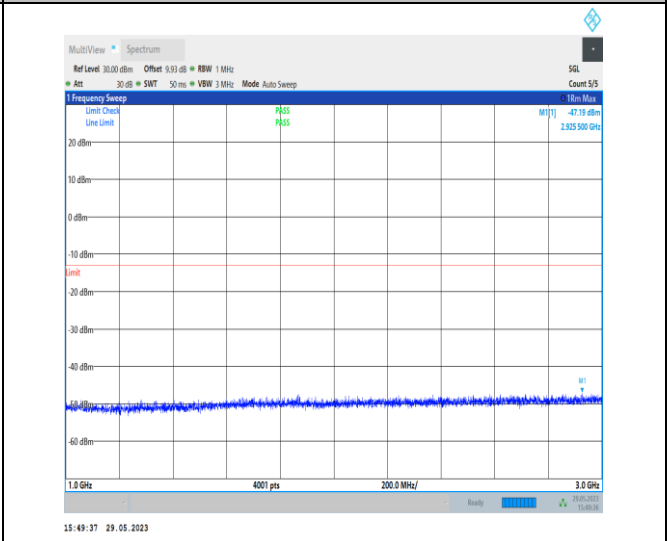 MultiView Spectrum
Ref Level 30.00 dBm Offset 9.93 dB RBW 1 MHz SGL
Att 30 dB SWT 50 ms VBW 3 MHz Mode Auto Sweep Count 5/5
1 Frequency Sweep 1Rm Max
Limit Check PASS M1[1] -47.19 dBm
Line Limit PASS 2.925 500 GHz
20 dBm
10 dBm
0 dBm
-10 dBm
Limit
-20 dBm
-30 dBm
-40 dBm
M1
-50 dBm
-60 dBm
1.0 GHz 4001 pts 200.0 MHz/ 3.0 GHz
Ready 29.05.2023
15:49:36
15:49:37 29.05.2023